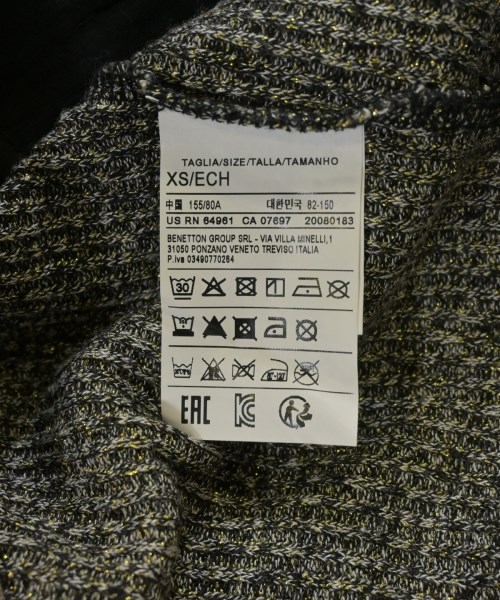 TAGLIA/SIZE/TALLA/TAMANHO
XS/ECH
中国 155/80A 대한민국 82-150
US RN 64961 CA 07697 20080183
BENETTON GROUP SRL - VIA VILLA MINELLI,1
31050 PONZANO VENETO TREVISO ITALIA
P.iva 03490770264
30
EAC